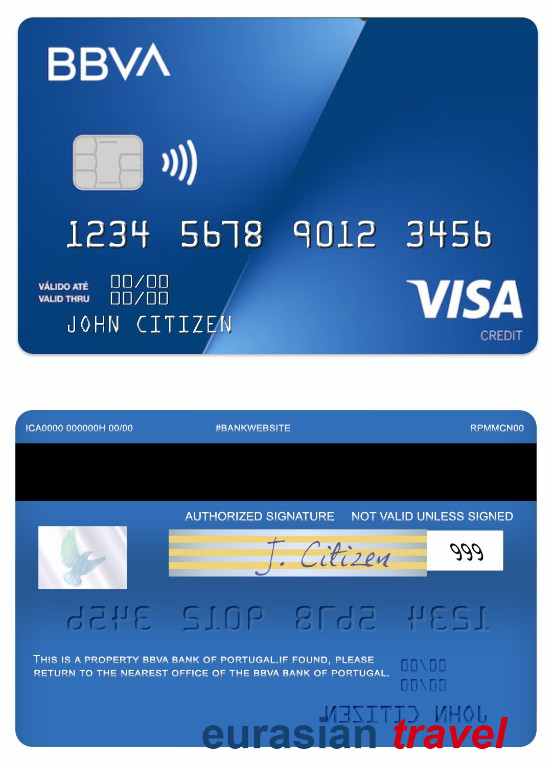 BBVA
1234 5678 9012 3456
VÁLIDO ATÉ
VALID THRU
00/00
00/00
JOHN CITIZEN
VISA
CREDIT
ICA0000 000000H 00/00 #BANKWEBSITE RPMMCN00
AUTHORIZED SIGNATURE NOT VALID UNLESS SIGNED
J. Citizen
999
1234 5678 9012 3456
THIS IS A PROPERTY BBVA BANK OF PORTUGAL.IF FOUND, PLEASE
RETURN TO THE NEAREST OFFICE OF THE BBVA BANK OF PORTUGAL.
00/00
00/00
JOHN CITIZEN
eurasian travel